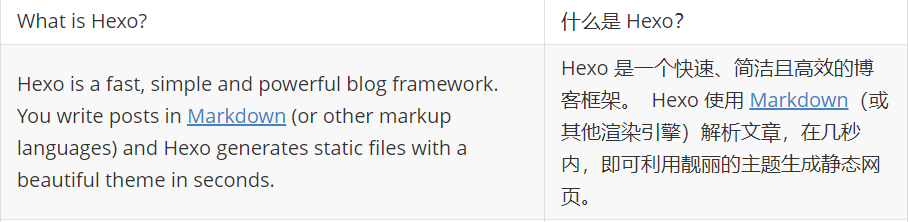 What is Hexo?
什么是 Hexo？
Hexo is a fast, simple and powerful blog framework.
You write posts in Markdown (or other markup
languages) and Hexo generates static files with a
beautiful theme in seconds.
Hexo 是一个快速、简洁且高效的博
客框架。 Hexo 使用 Markdown（或
其他渲染引擎）解析文章，在几秒
内，即可利用靓丽的主题生成静态网
页。